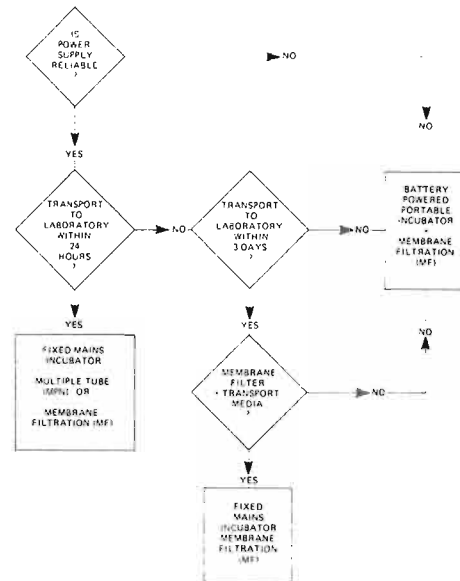 IS
POWER
SUPPLY
RELIABLE
?
NO
NO
YES
TRANSPORT
TO
LABORATORY
WITHIN
24
HOURS
?
NO
TRANSPORT
TO
LABORATORY
WITHIN
3 DAYS
?
NO
BATTERY
POWERED
PORTABLE
INCUBATOR
+
MEMBRANE
FILTRATION
(MF)
YES
YES
NO
FIXED MAINS
INCUBATOR
MULTIPLE TUBE
(MPN) OR
MEMBRANE
FILTRATION (MF)
MEMBRANE
FILTER
+ TRANSPORT
MEDIA
?
NO
YES
FIXED
MAINS
INCUBATOR
MEMBRANE
FILTRATION
(MF)